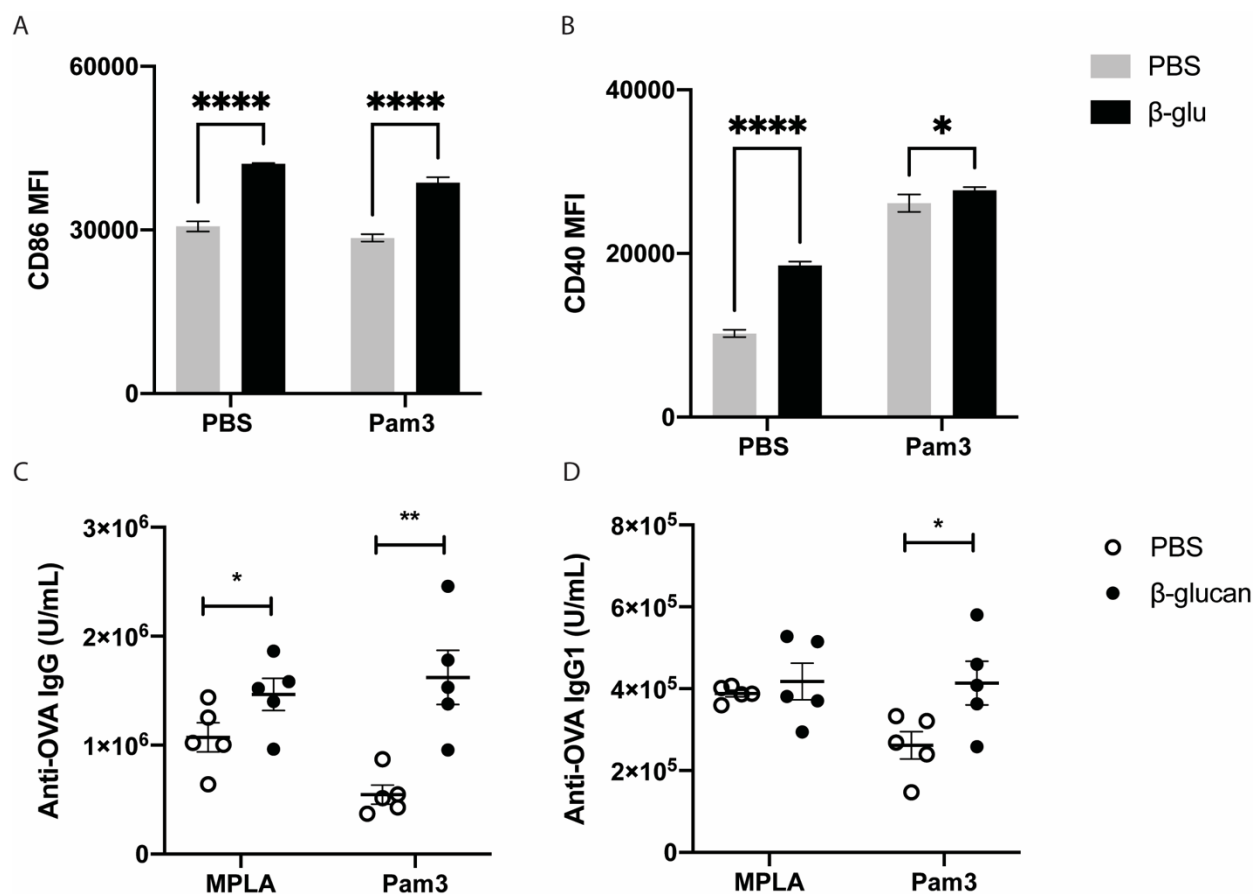 A
CD86 MFI
60000
30000
0
****
****
PBS
Pam3
B
CD40 MFI
40000
20000
0
****
*
PBS
Pam3
PBS
β-glu
C
Anti-OVA IgG (U/mL)
3×10⁶
2×10⁶
1×10⁶
0
*
**
MPLA
Pam3
D
Anti-OVA IgG1 (U/mL)
8×10⁵
6×10⁵
4×10⁵
2×10⁵
0
*
MPLA
Pam3
PBS
β-glucan